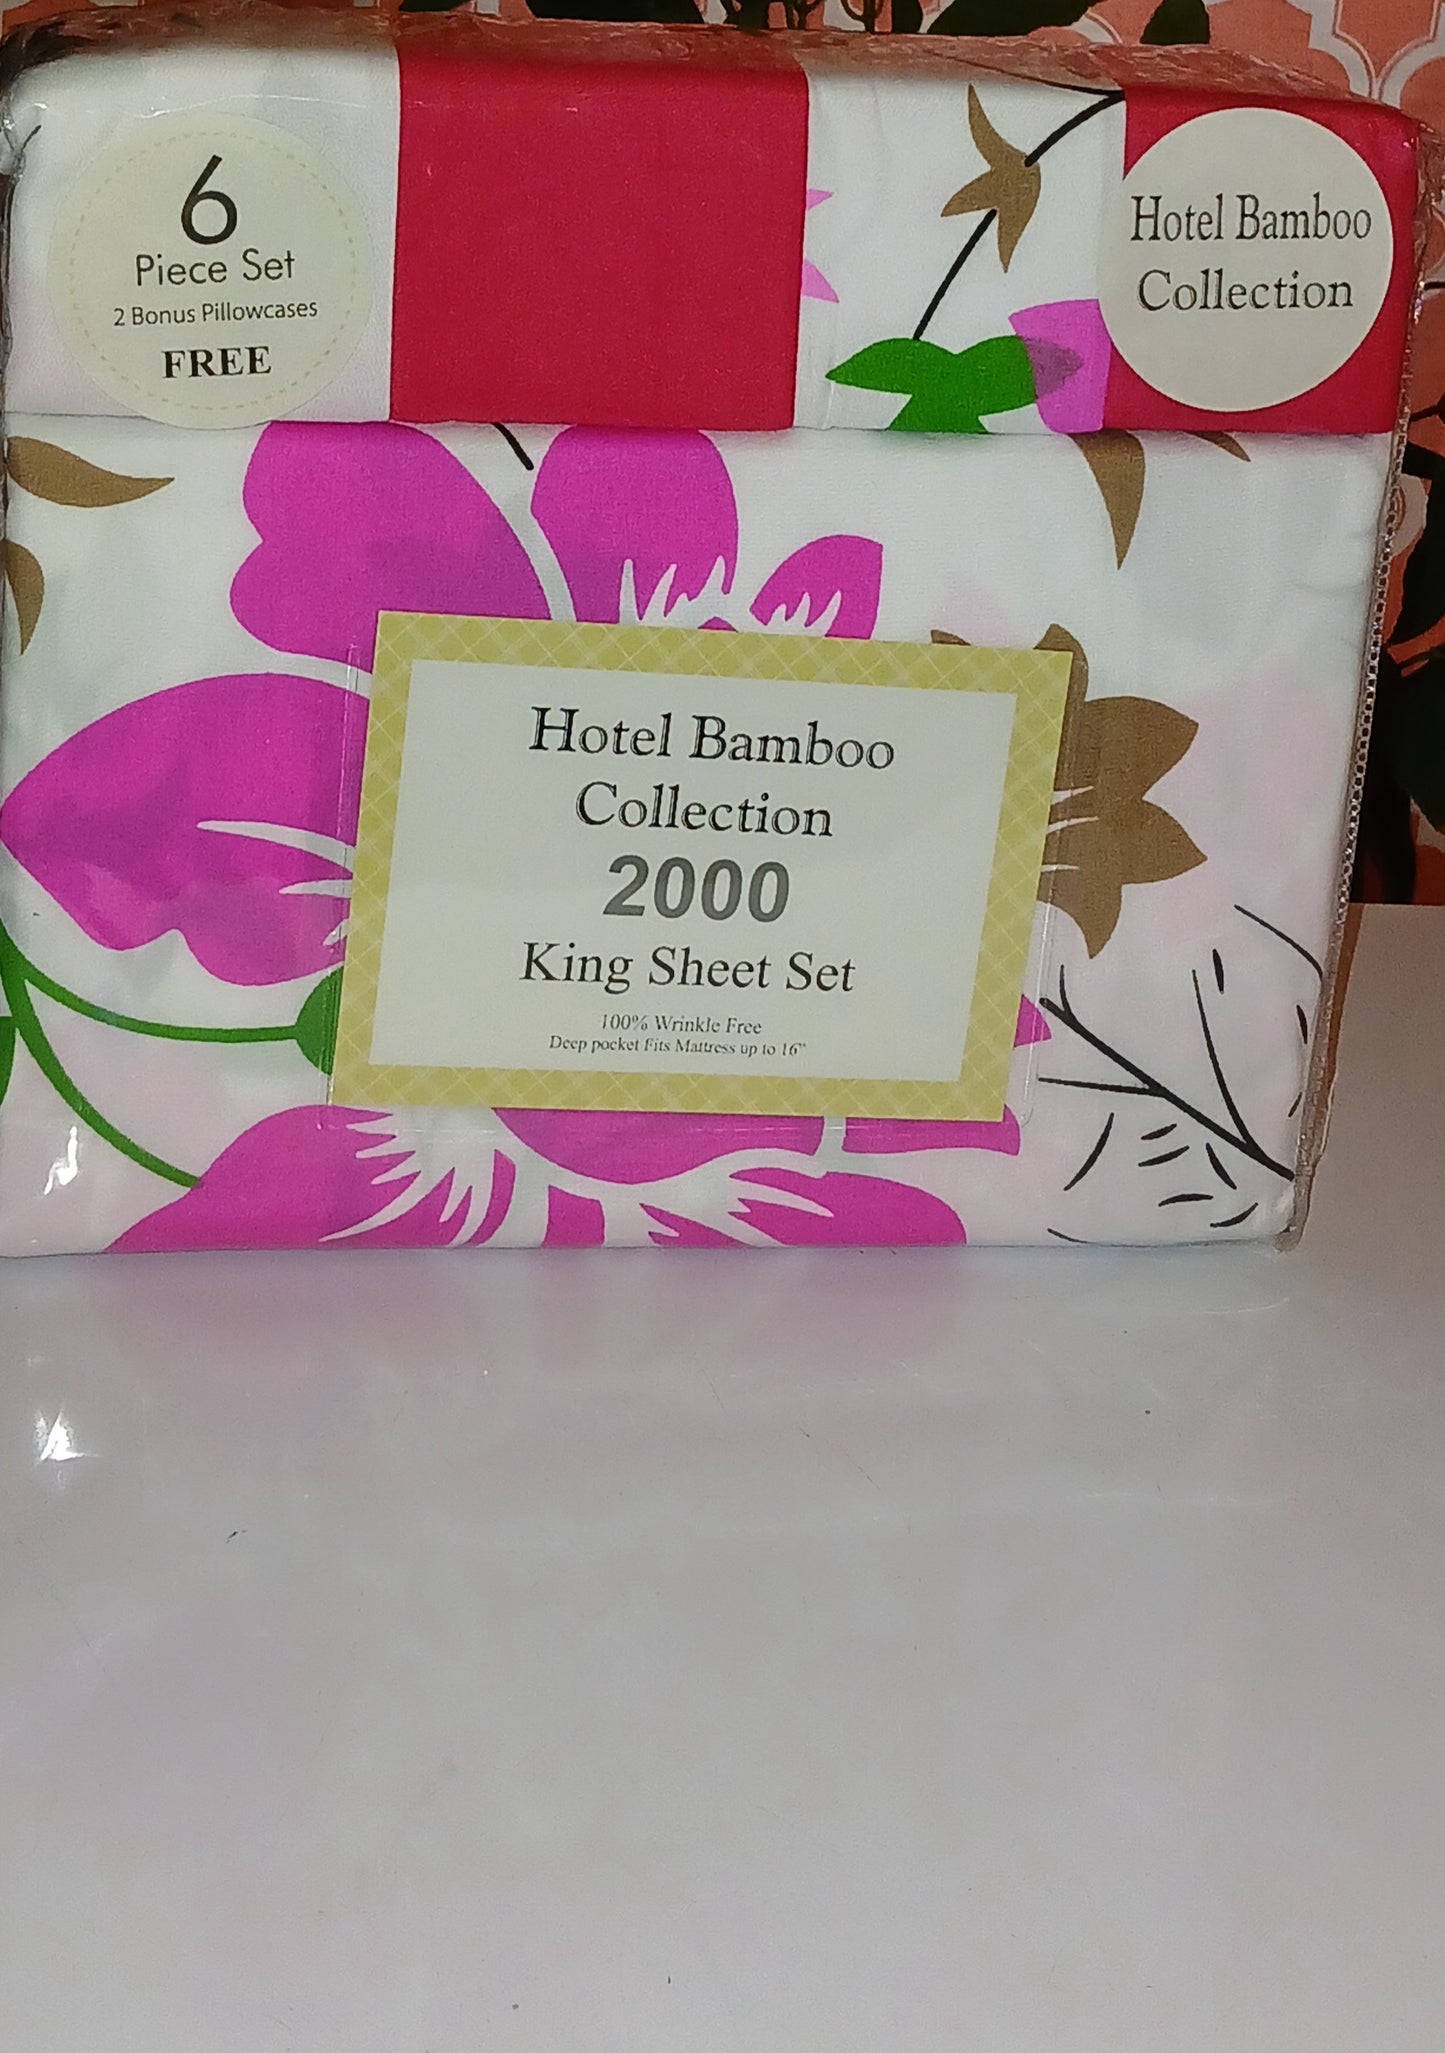 6
Piece Set
2 Bonus Pillowcases
FREE
Hotel Bamboo
Collection
Hotel Bamboo
Collection
2000
King Sheet Set
100% Wrinkle Free
Deep pocket Fits Mattress up to 16"